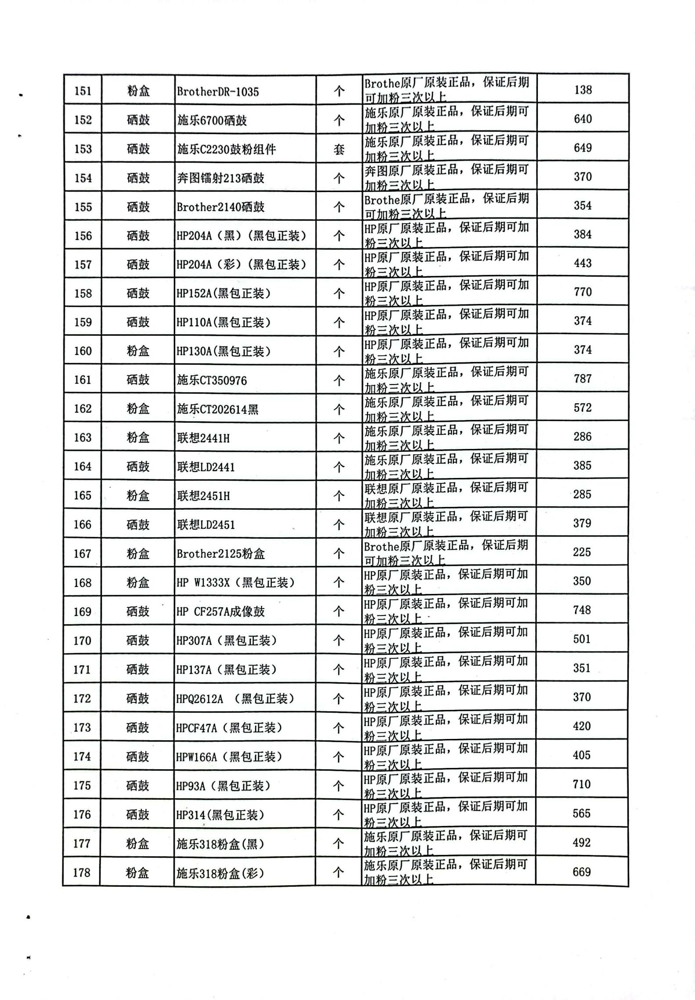 151 粉盒 BrotherDR-1035 个 Brothe原厂原装正品，保证后期
可加粉三次以上 138
152 硒鼓 施乐6700硒鼓 个 施乐原厂原装正品，保证后期可
加粉三次以上 640
153 硒鼓 施乐C2230鼓粉组件 套 施乐原厂原装正品，保证后期可
加粉三次以上 649
154 硒鼓 奔图镭射213硒鼓 个 奔图原厂原装正品，保证后期可
加粉三次以上 370
155 硒鼓 Brother2140硒鼓 个 Brothe原厂原装正品，保证后期
可加粉三次以上 354
156 硒鼓 HP204A（黑）(黑包正装） 个 HP原厂原装正品，保证后期可加
粉三次以上 384
157 硒鼓 HP204A（彩）(黑包正装） 个 HP原厂原装正品，保证后期可加
粉三次以上 443
158 硒鼓 HP152A(黑包正装） 个 HP原厂原装正品，保证后期可加
粉三次以上 770
159 硒鼓 HP110A(黑包正装） 个 HP原厂原装正品，保证后期可加
粉三次以上 374
160 粉盒 HP130A(黑包正装） 个 HP原厂原装正品，保证后期可加
粉三次以上 374
161 硒鼓 施乐CT350976 个 施乐原厂原装正品，保证后期可
加粉三次以上 787
162 粉盒 施乐CT202614黑 个 施乐原厂原装正品，保证后期可
加粉三次以上 572
163 粉盒 联想2441H 个 施乐原厂原装正品，保证后期可
加粉三次以上 286
164 硒鼓 联想LD2441 个 施乐原厂原装正品，保证后期可
加粉三次以上 385
165 粉盒 联想2451H 个 联想原厂原装正品，保证后期可
加粉三次以上 285
166 硒鼓 联想LD2451 个 联想原厂原装正品，保证后期可
加粉三次以上 379
167 粉盒 Brother2125粉盒 个 Brothe原厂原装正品，保证后期
可加粉三次以上 225
168 粉盒 HP W1333X（黑包正装） 个 HP原厂原装正品，保证后期可加
粉三次以上 350
169 硒鼓 HP CF257A成像鼓 个 HP原厂原装正品，保证后期可加
粉三次以上 748
170 硒鼓 HP307A（黑包正装） 个 HP原厂原装正品，保证后期可加
粉三次以上 501
171 硒鼓 HP137A（黑包正装） 个 HP原厂原装正品，保证后期可加
粉三次以上 351
172 硒鼓 HPQ2612A （黑包正装） 个 HP原厂原装正品，保证后期可加
粉三次以上 370
173 硒鼓 HPCF47A（黑包正装） 个 HP原厂原装正品，保证后期可加
粉三次以上 420
174 硒鼓 HPW166A（黑包正装） 个 HP原厂原装正品，保证后期可加
粉三次以上 405
175 硒鼓 HP93A（黑包正装） 个 HP原厂原装正品，保证后期可加
粉三次以上 710
176 硒鼓 HP314(黑包正装） 个 HP原厂原装正品，保证后期可加
粉三次以上 565
177 粉盒 施乐318粉盒(黑） 个 施乐原厂原装正品，保证后期可
加粉三次以上 492
178 粉盒 施乐318粉盒(彩） 个 施乐原厂原装正品，保证后期可
加粉三次以上 669